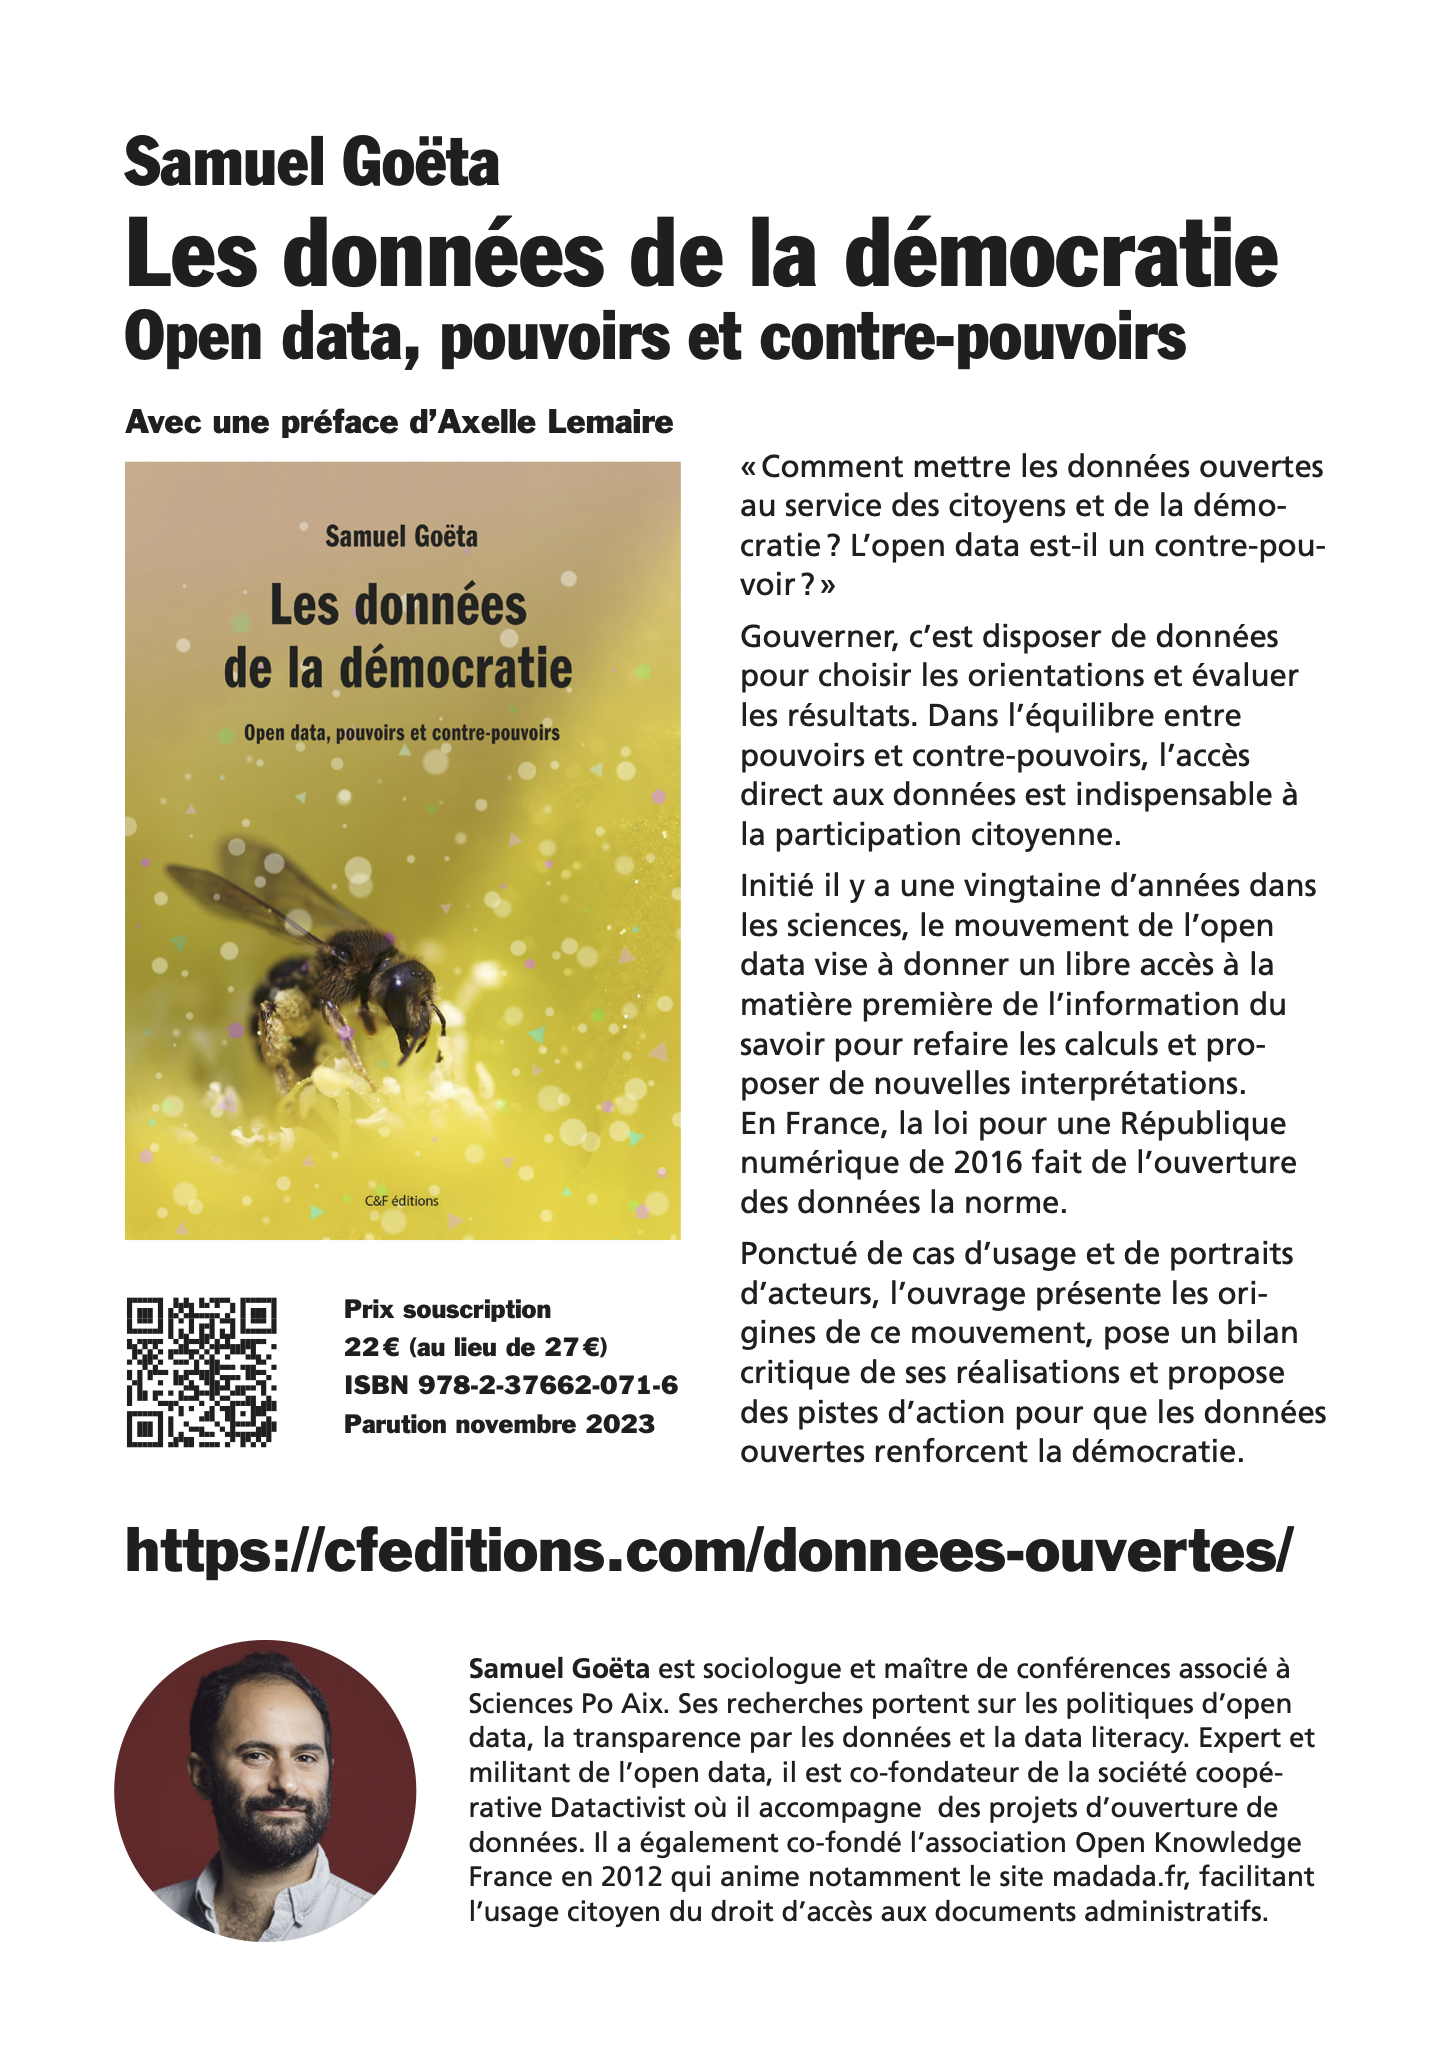 Samuel Goëta
Les données de la démocratie
Open data, pouvoirs et contre-pouvoirs
Avec une préface d’Axelle Lemaire
Samuel Goëta
Les données
de la démocratie
Open data, pouvoirs et contre-pouvoirs
C&F éditions
Prix souscription
22 € (au lieu de 27 €)
ISBN 978-2-37662-071-6
Parution novembre 2023
« Comment mettre les données ouvertes
au service des citoyens et de la démo-
cratie ? L’open data est-il un contre-pou-
voir ? »
Gouverner, c’est disposer de données
pour choisir les orientations et évaluer
les résultats. Dans l’équilibre entre
pouvoirs et contre-pouvoirs, l’accès
direct aux données est indispensable à
la participation citoyenne.
Initié il y a une vingtaine d’années dans
les sciences, le mouvement de l’open
data vise à donner un libre accès à la
matière première de l’information du
savoir pour refaire les calculs et pro-
poser de nouvelles interprétations.
En France, la loi pour une République
numérique de 2016 fait de l’ouverture
des données la norme.
Ponctué de cas d’usage et de portraits
d’acteurs, l’ouvrage présente les ori-
gines de ce mouvement, pose un bilan
critique de ses réalisations et propose
des pistes d’action pour que les données
ouvertes renforcent la démocratie.
https://cfeditions.com/donnees-ouvertes/
Samuel Goëta est sociologue et maître de conférences associé à
Sciences Po Aix. Ses recherches portent sur les politiques d’open
data, la transparence par les données et la data literacy. Expert et
militant de l’open data, il est co-fondateur de la société coopé-
rative Datactivist où il accompagne  des projets d’ouverture de
données. Il a également co-fondé l’association Open Knowledge
France en 2012 qui anime notamment le site madada.fr, facilitant
l’usage citoyen du droit d’accès aux documents administratifs.